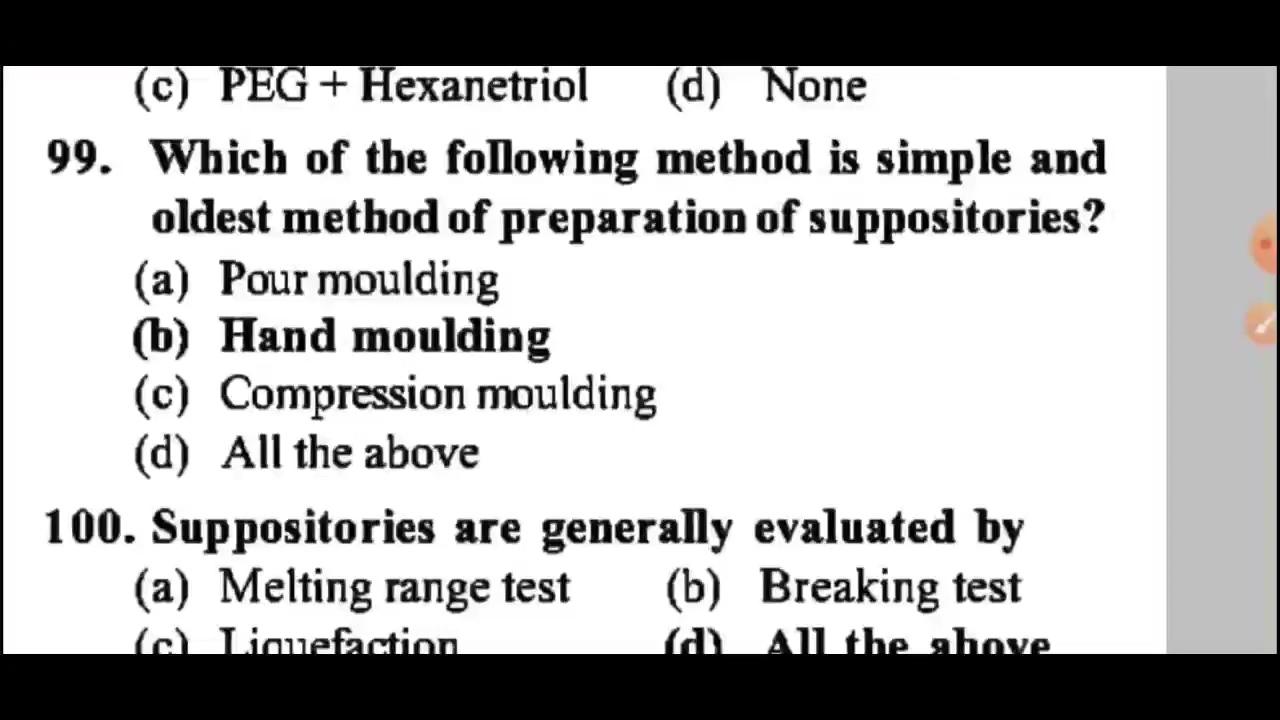 (c) PEG + Hexanetriol (d) None
99. Which of the following method is simple and
oldest method of preparation of suppositories?
(a) Pour moulding
(b) Hand moulding
(c) Compression moulding
(d) All the above
100. Suppositories are generally evaluated by
(a) Melting range test (b) Breaking test
(c) Liquefaction (d) All the above